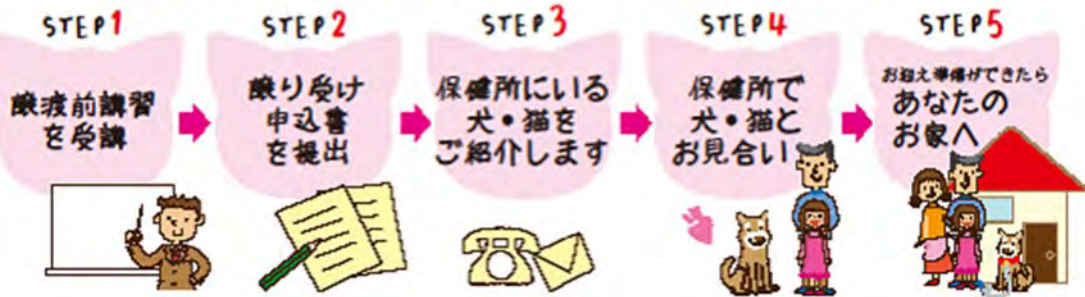 STEP1
譲渡前講習
を受講
STEP2
譲り受け
申込書
を提出
STEP3
保健所にいる
犬・猫を
ご紹介します
STEP4
保健所で
犬・猫と
お見合い
STEP5
お迎え準備ができたら
あなたの
お家へ